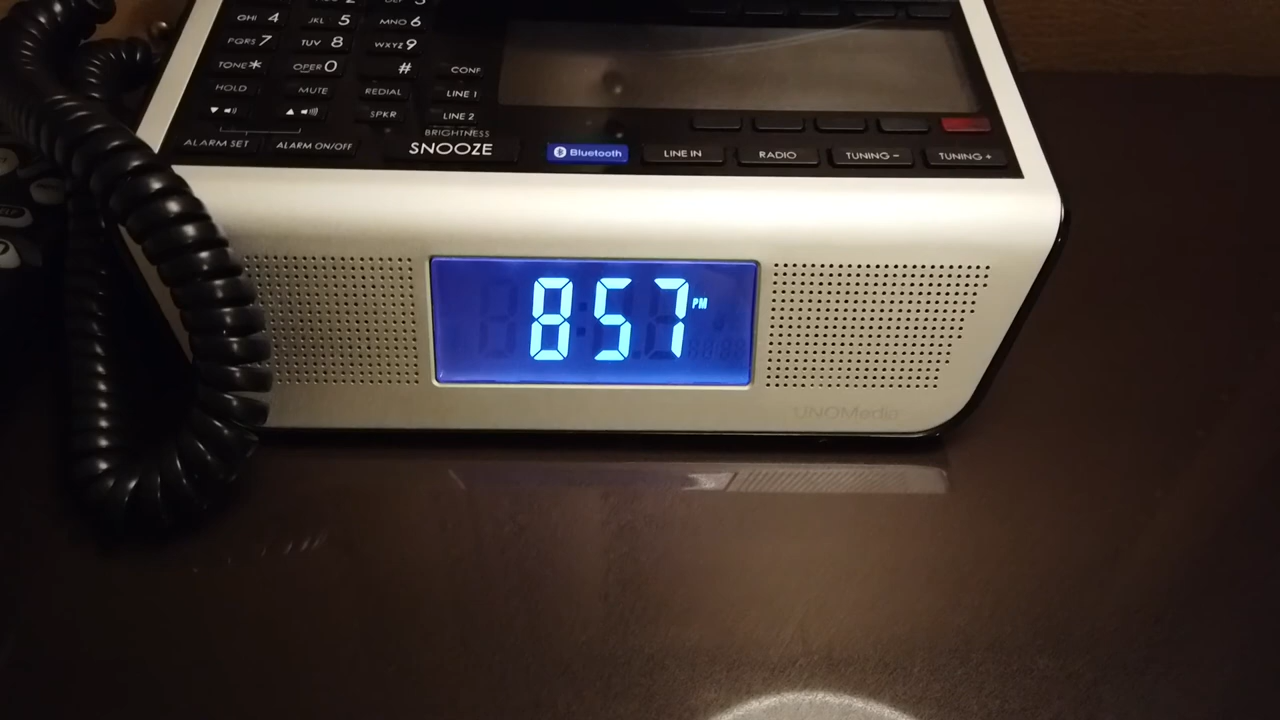 GHI 4 JKL 5 MNO 6
PQRS 7 TUV 8 WXYZ 9
TONE * OPER 0 # CONF
HOLD MUTE REDIAL LINE 1
SPKR LINE 2
BRIGHTNESS
ALARM SET ALARM ON/OFF SNOOZE Bluetooth LINE IN RADIO TUNING − TUNING +
857 PM
UNOMedia